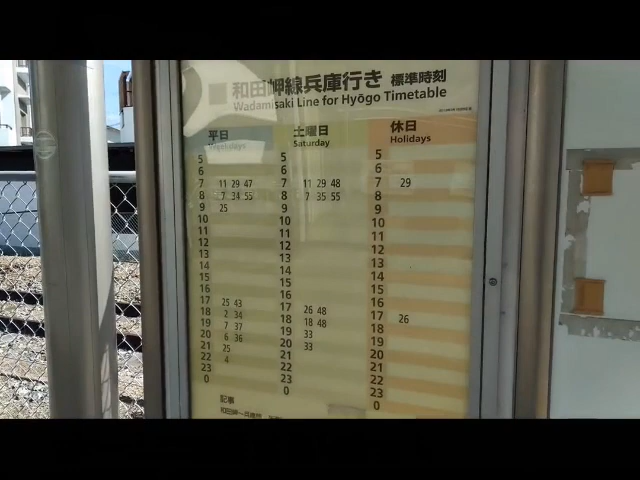 和田岬線兵庫行き 標準時刻
Wadamisaki Line for Hyōgo Timetable
平日 土曜日 休日
Weekdays Saturday Holidays
5 5 5
6 6 6
7 11 29 47 7 11 29 48 7 29
8 7 34 55 8 7 35 55 8
9 25 9 9
10 10 10
11 11 11
12 12 12
13 13 13
14 14 14
15 15 15
16 16 16
17 25 43 17 26 48 17 26
18 2 34 18 18 48 18
19 7 37 19 33 19
20 6 36 20 33 20
21 25 21 21
22 4 22 22
23 23 23
0 0 0
記事